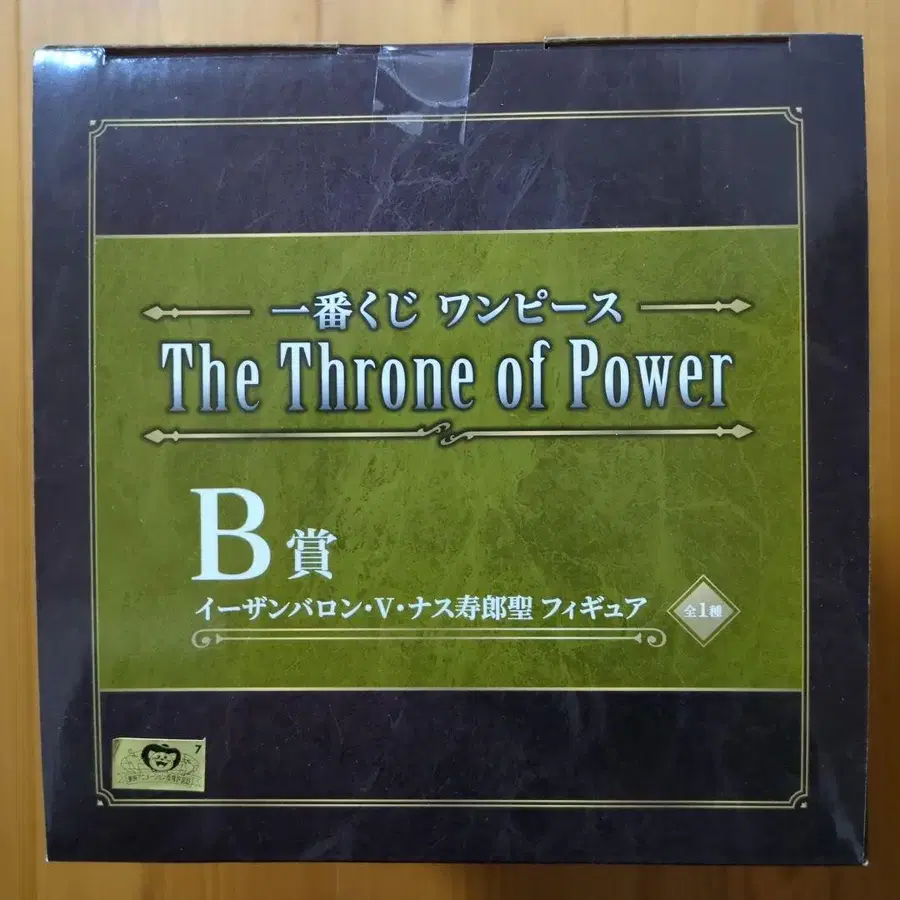 一番くじ ワンピース
The Throne of Power
B賞
イーザンバロン・V・ナス寿郎聖 フィギュア
全1種
7